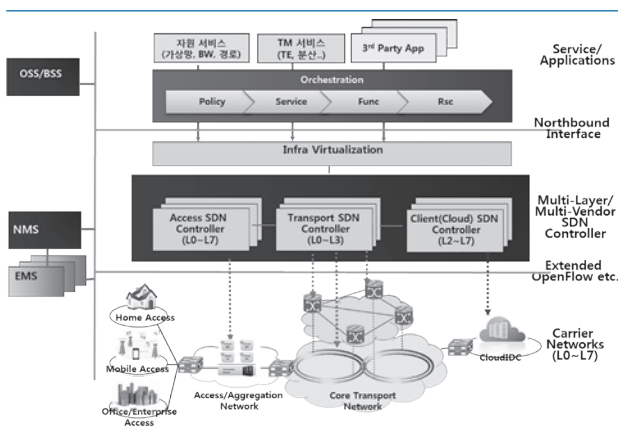 자원 서비스
(가상망, BW, 경로)
TM 서비스
(TE, 분산..)
3rd Party App
Service/
Applications
OSS/BSS
Orchestration
Policy
Service
Func
Rsc
Northbound
Interface
Infra Virtualization
Access SDN
Controller
(L0~L7)
Transport SDN
Controller
(L0~L3)
Client(Cloud) SDN
Controller
(L2~L7)
Multi-Layer/
Multi-Vendor
SDN
Controller
NMS
EMS
Extended
OpenFlow etc.
Home Access
Mobile Access
Office/Enterprise
Access
Access/Aggregation
Network
Core Transport
Network
CloudIDC
Carrier
Networks
(L0~L7)